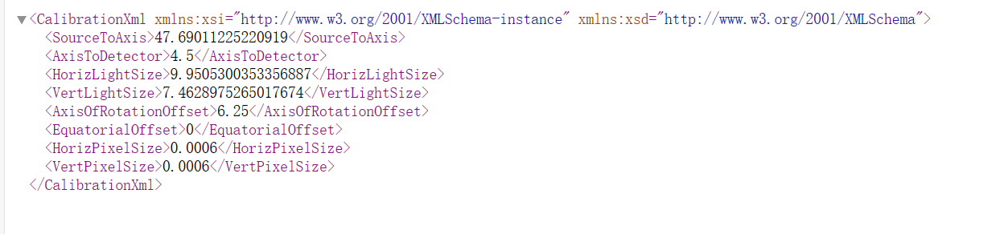 ▼<CalibrationXml xmlns:xsi="http://www.w3.org/2001/XMLSchema-instance" xmlns:xsd="http://www.w3.org/2001/XMLSchema">
<SourceToAxis>47.69011225220919</SourceToAxis>
<AxisToDetector>4.5</AxisToDetector>
<HorizLightSize>9.9505300353356887</HorizLightSize>
<VertLightSize>7.4628975265017674</VertLightSize>
<AxisOfRotationOffset>6.25</AxisOfRotationOffset>
<EquatorialOffset>0</EquatorialOffset>
<HorizPixelSize>0.0006</HorizPixelSize>
<VertPixelSize>0.0006</VertPixelSize>
</CalibrationXml>